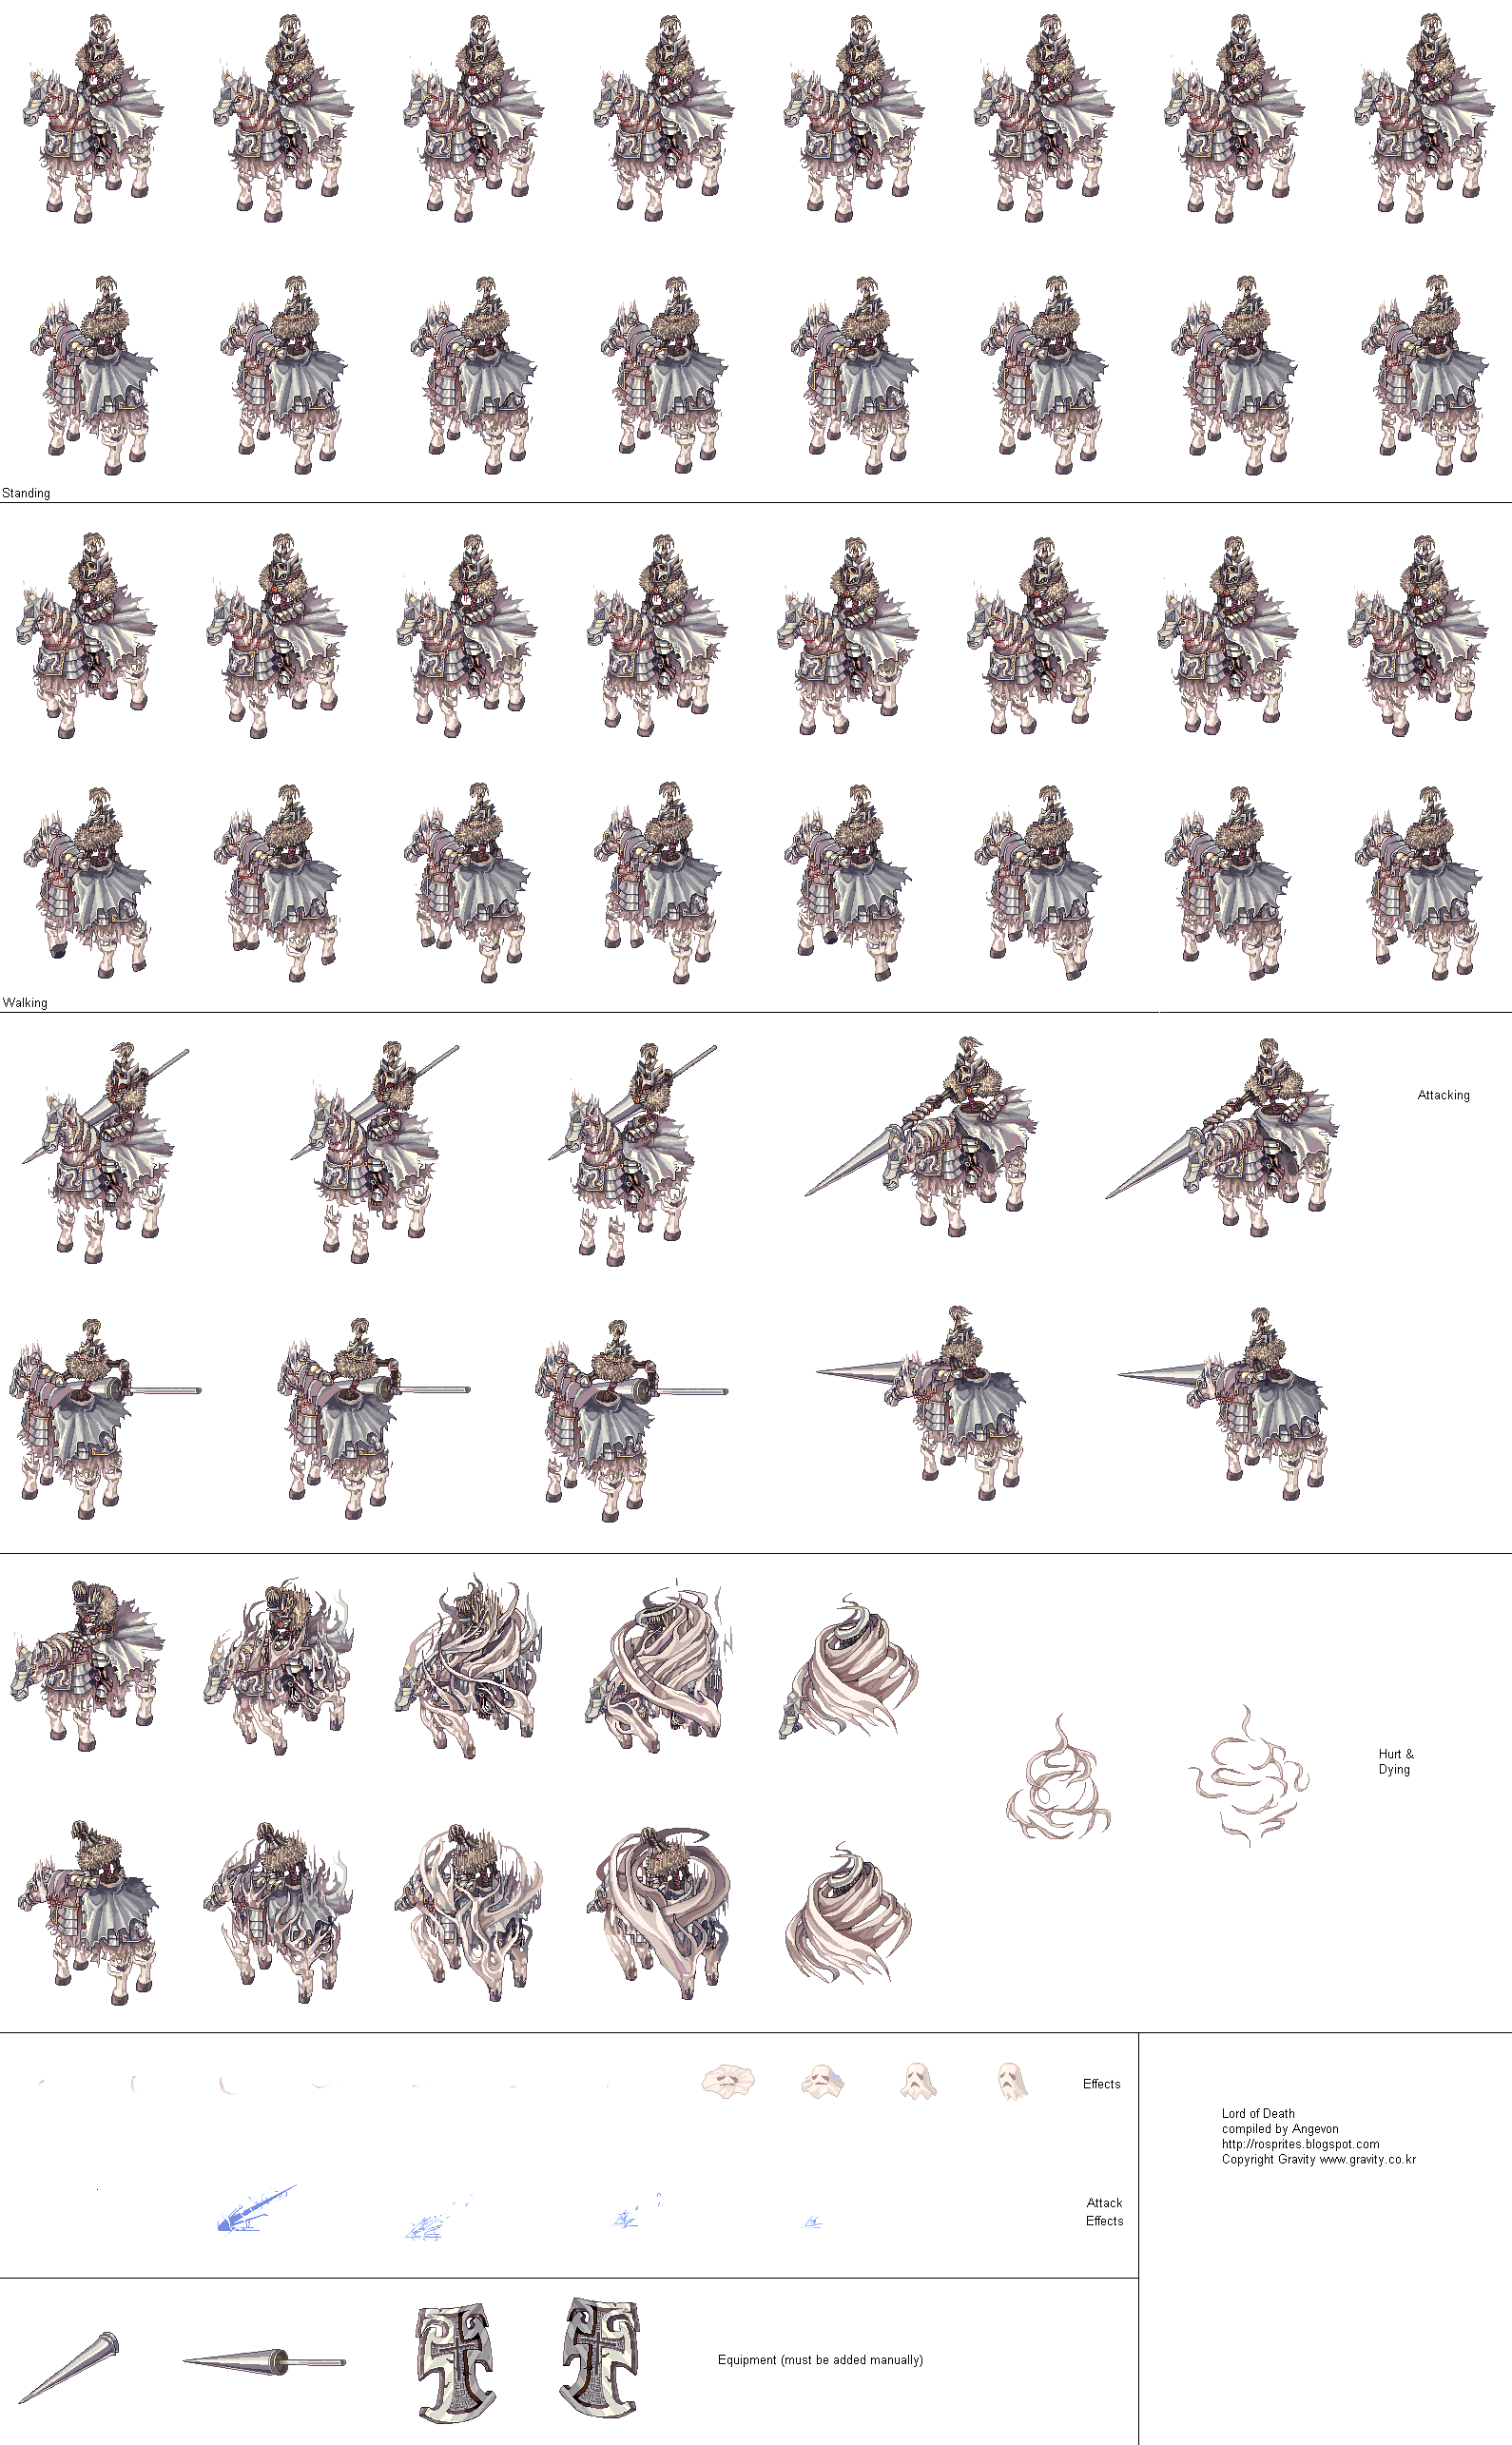 Standing
Walking
Attacking
Hurt &
Dying
Effects
Lord of Death
compiled by Angevon
http://rosprites.blogspot.com
Copyright Gravity www.gravity.co.kr
Attack
Effects
Equipment (must be added manually)